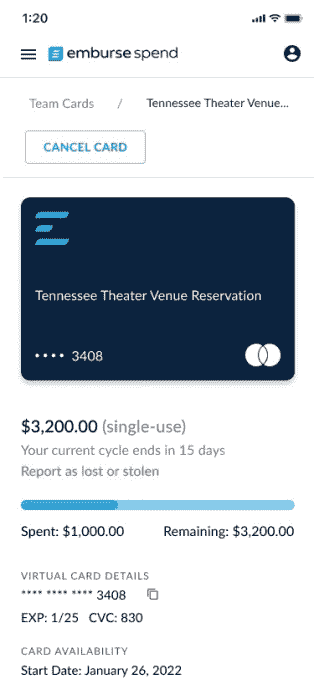 1:20
emburse spend
Team Cards / Tennessee Theater Venue...
CANCEL CARD
Tennessee Theater Venue Reservation
•••• 3408
$3,200.00 (single-use)
Your current cycle ends in 15 days
Report as lost or stolen
Spent: $1,000.00 Remaining: $3,200.00
VIRTUAL CARD DETAILS
**** **** **** 3408
EXP: 1/25 CVC: 830
CARD AVAILABILITY
Start Date: January 26, 2022